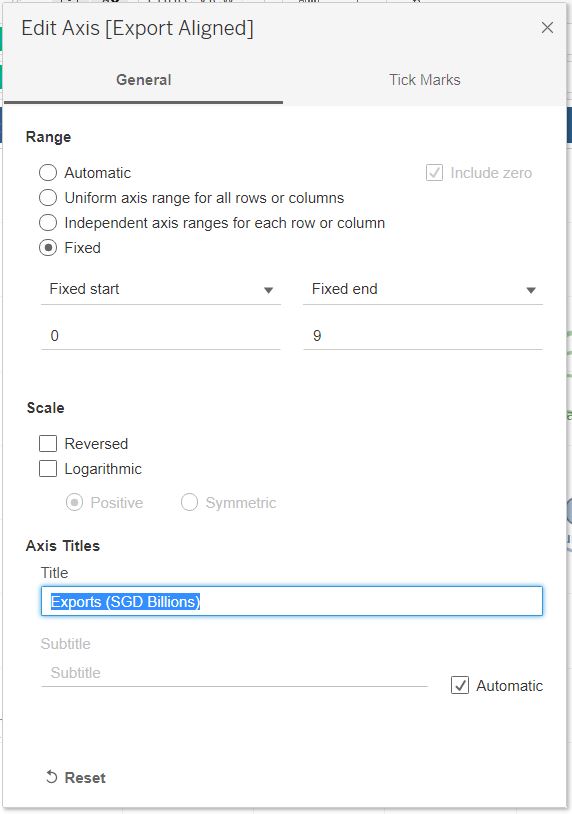 Edit Axis [Export Aligned]
General Tick Marks
Range
Automatic Include zero
Uniform axis range for all rows or columns
Independent axis ranges for each row or column
Fixed
Fixed start Fixed end
0 9
Scale
Reversed
Logarithmic
Positive Symmetric
Axis Titles
Title
Exports (SGD Billions)
Subtitle
Subtitle
Automatic
Reset